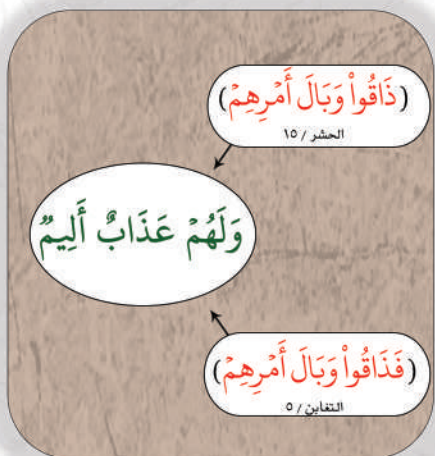 (ذَاقُواْ وَبَالَ أَمْرِهِمْ)
الحشر / ١٥
وَلَهُمْ عَذَابٌ أَلِيمٌ
(فَذَاقُواْ وَبَالَ أَمْرِهِمْ)
التغابن / ٥